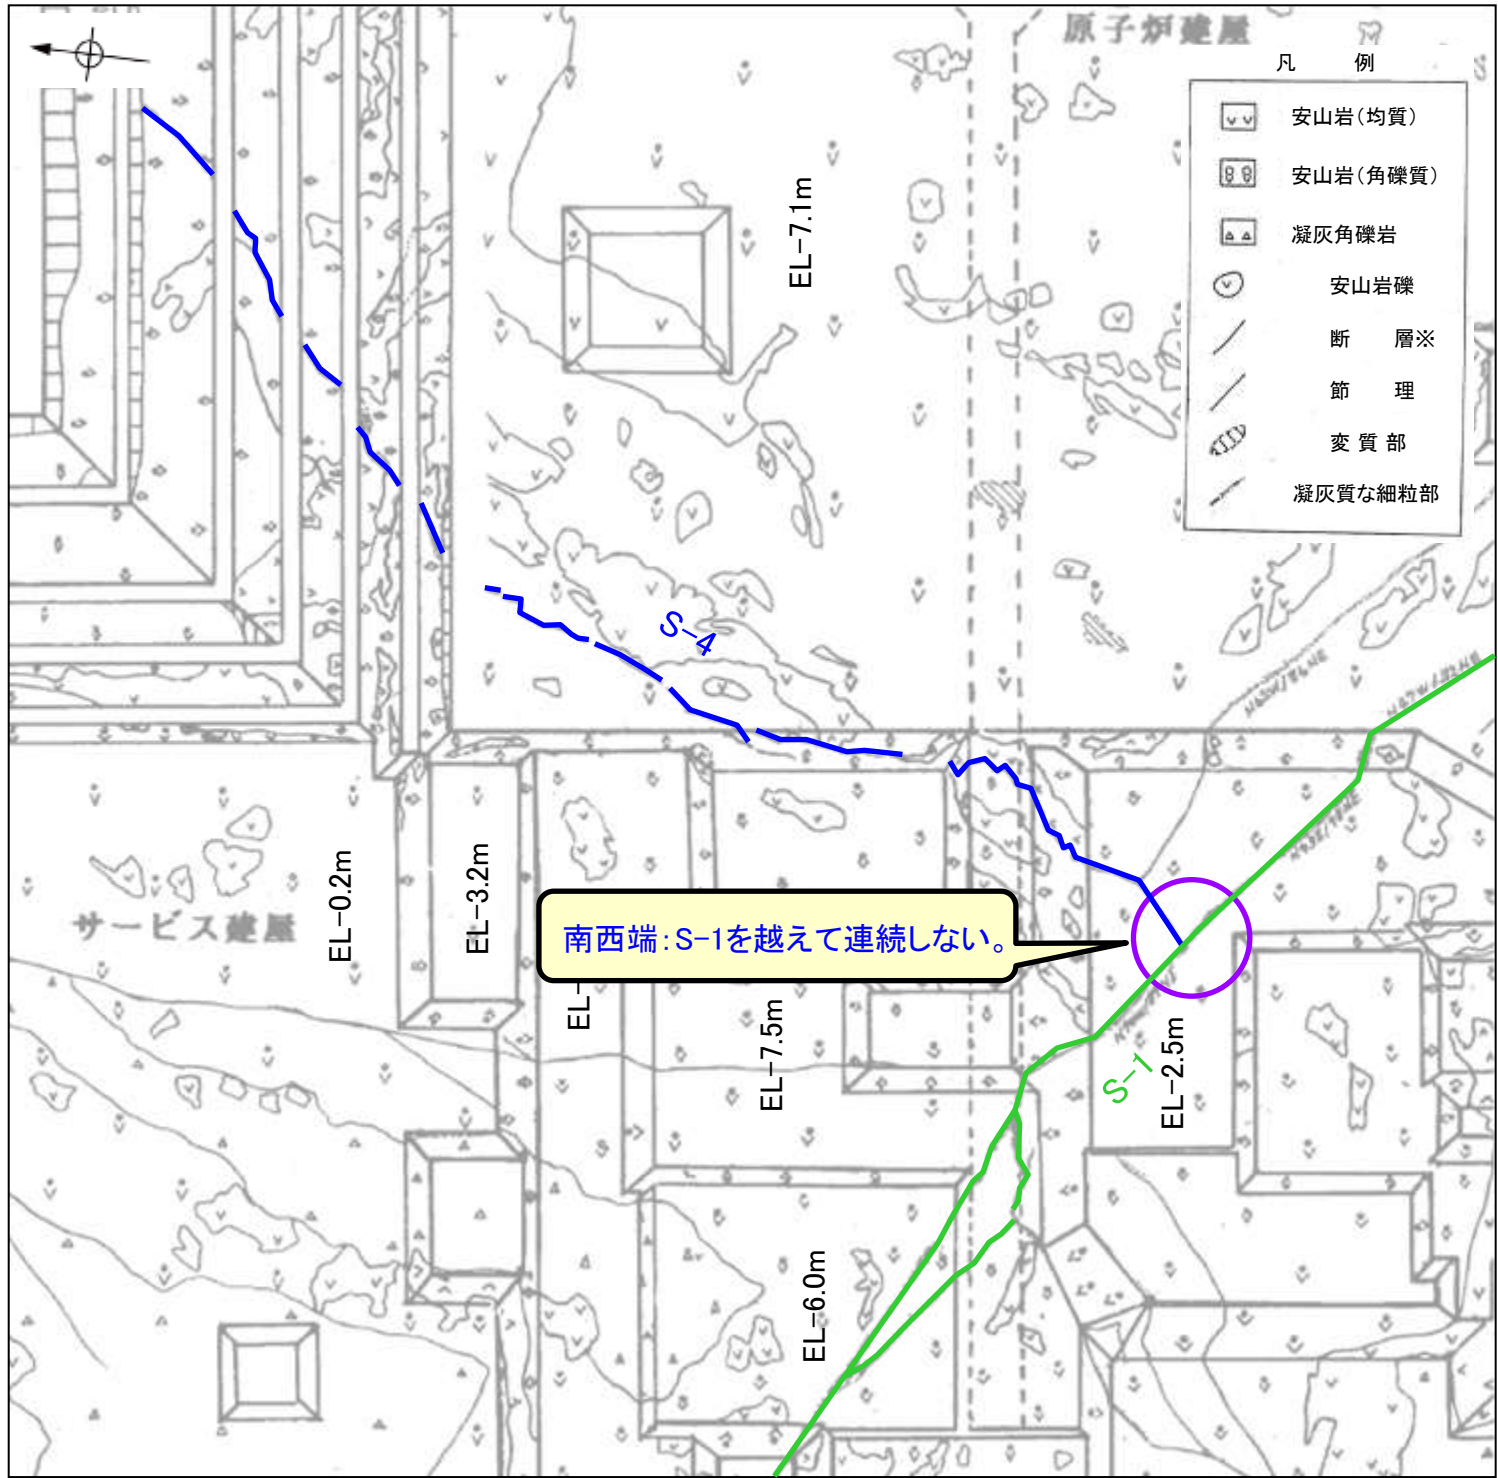 原子炉建屋
凡 例
安山岩(均質)
安山岩(角礫質)
凝灰角礫岩
安山岩礫
断 層※
節 理
変 質 部
凝灰質な細粒部
EL-7.1m
S-4
サービス建屋
EL-0.2m
EL-3.2m
南西端:S-1を越えて連続しない。
EL-
EL-7.5m
S-1
EL-2.5m
EL-6.0m